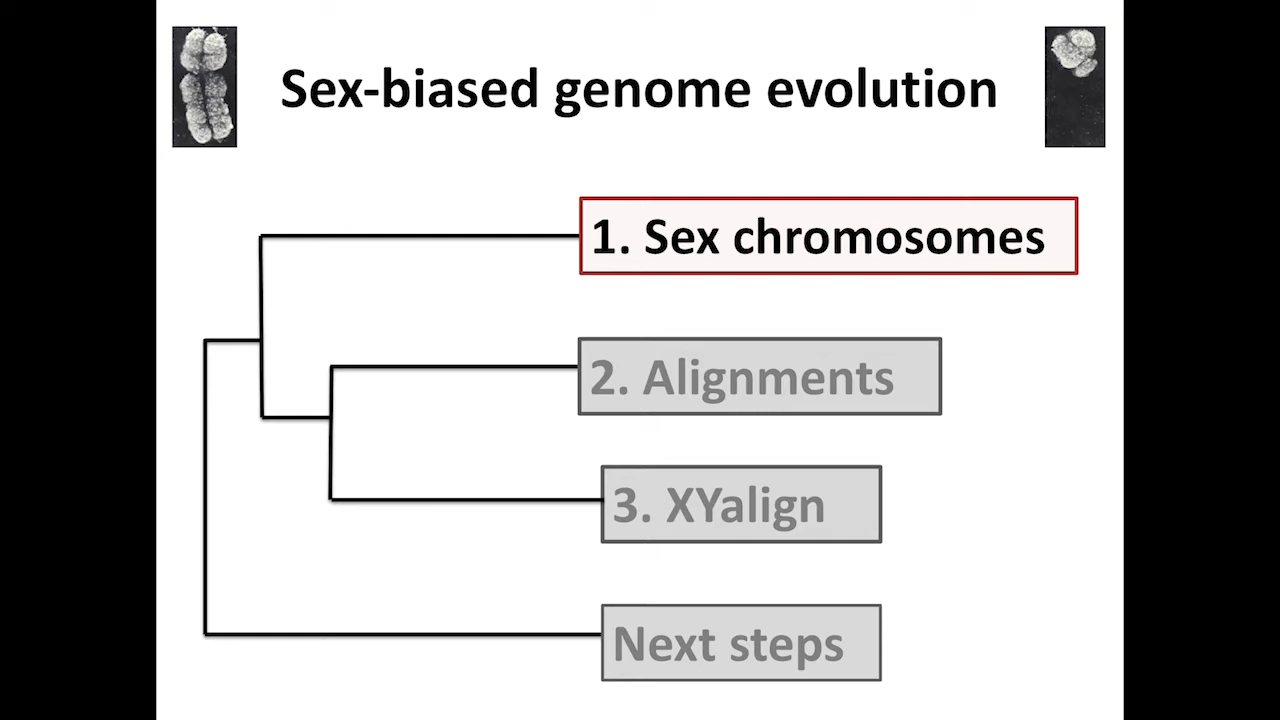 Sex-biased genome evolution
1. Sex chromosomes
2. Alignments
3. XYalign
Next steps